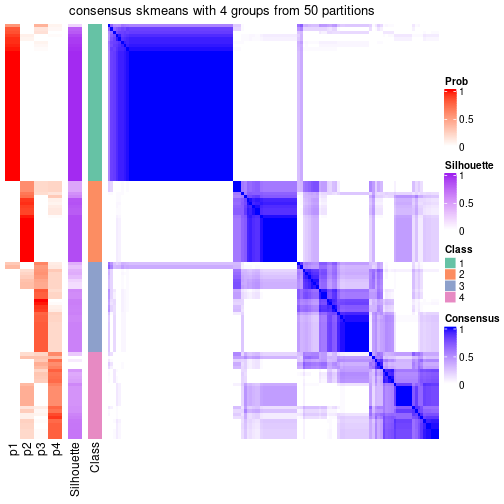 consensus skmeans with 4 groups from 50 partitions
Prob
1
0.5
0
Silhouette
1
0.5
0
Class
1
2
3
4
Consensus
1
0.5
0
p1
p2
p3
p4
Silhouette
Class